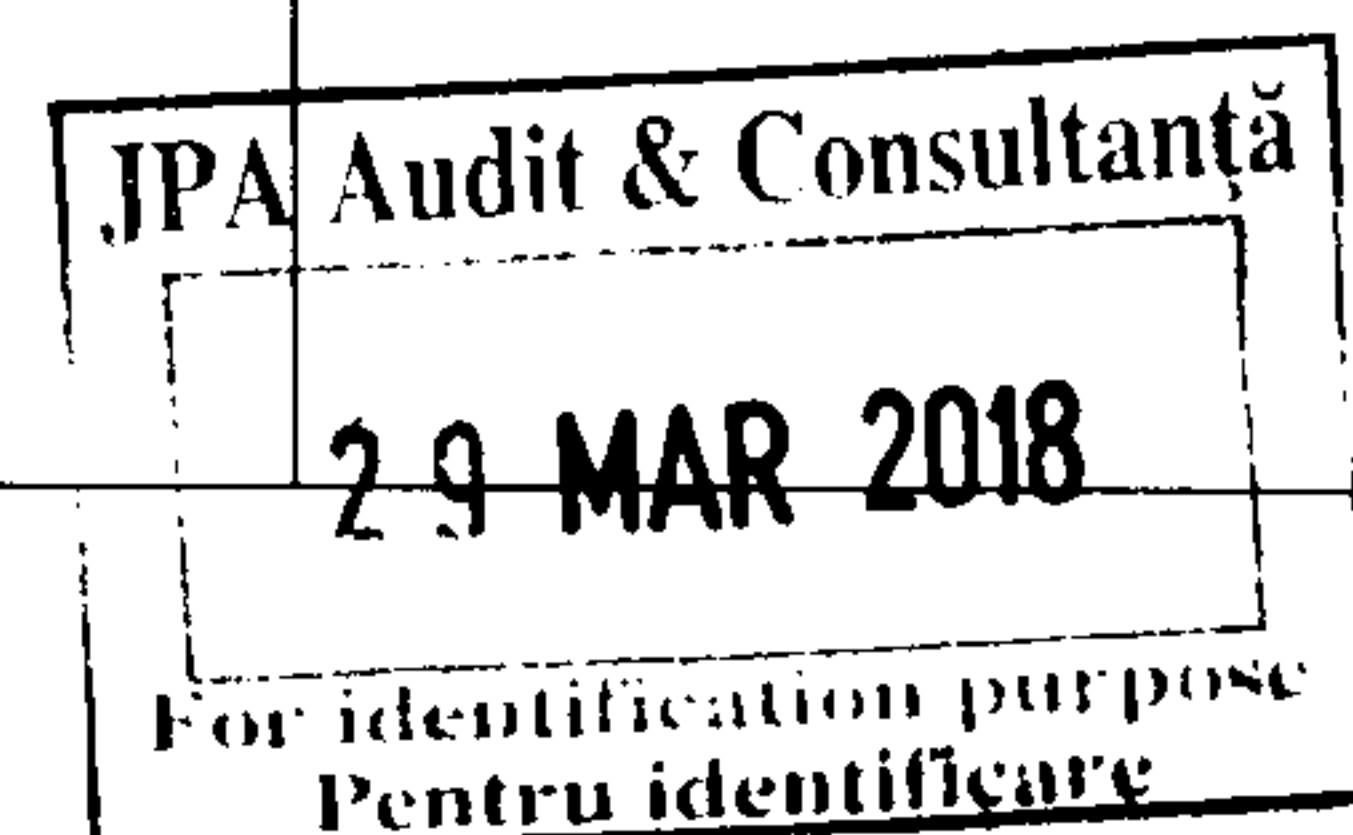 JPA Audit & Consultanță
29 MAR 2018
For identification purpose
Pentru identificare